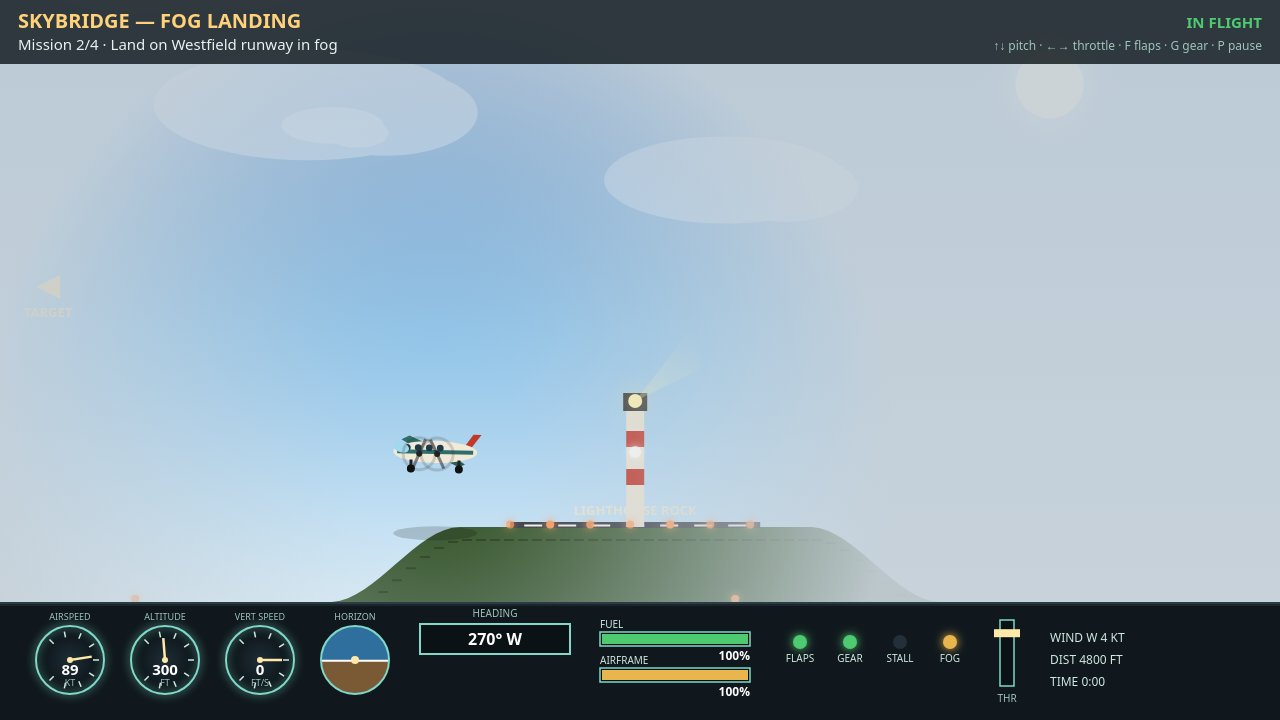 SKYBRIDGE — FOG LANDING
Mission 2/4 · Land on Westfield runway in fog
IN FLIGHT
↑↓ pitch · ←→ throttle · F flaps · G gear · P pause
TARGET
LIGHTHOUSE ROCK
AIRSPEED
89
KT
ALTITUDE
300
FT
VERT SPEED
0
FT/S
HORIZON
HEADING
270° W
FUEL
100%
AIRFRAME
100%
FLAPS
GEAR
STALL
FOG
THR
WIND W 4 KT
DIST 4800 FT
TIME 0:00